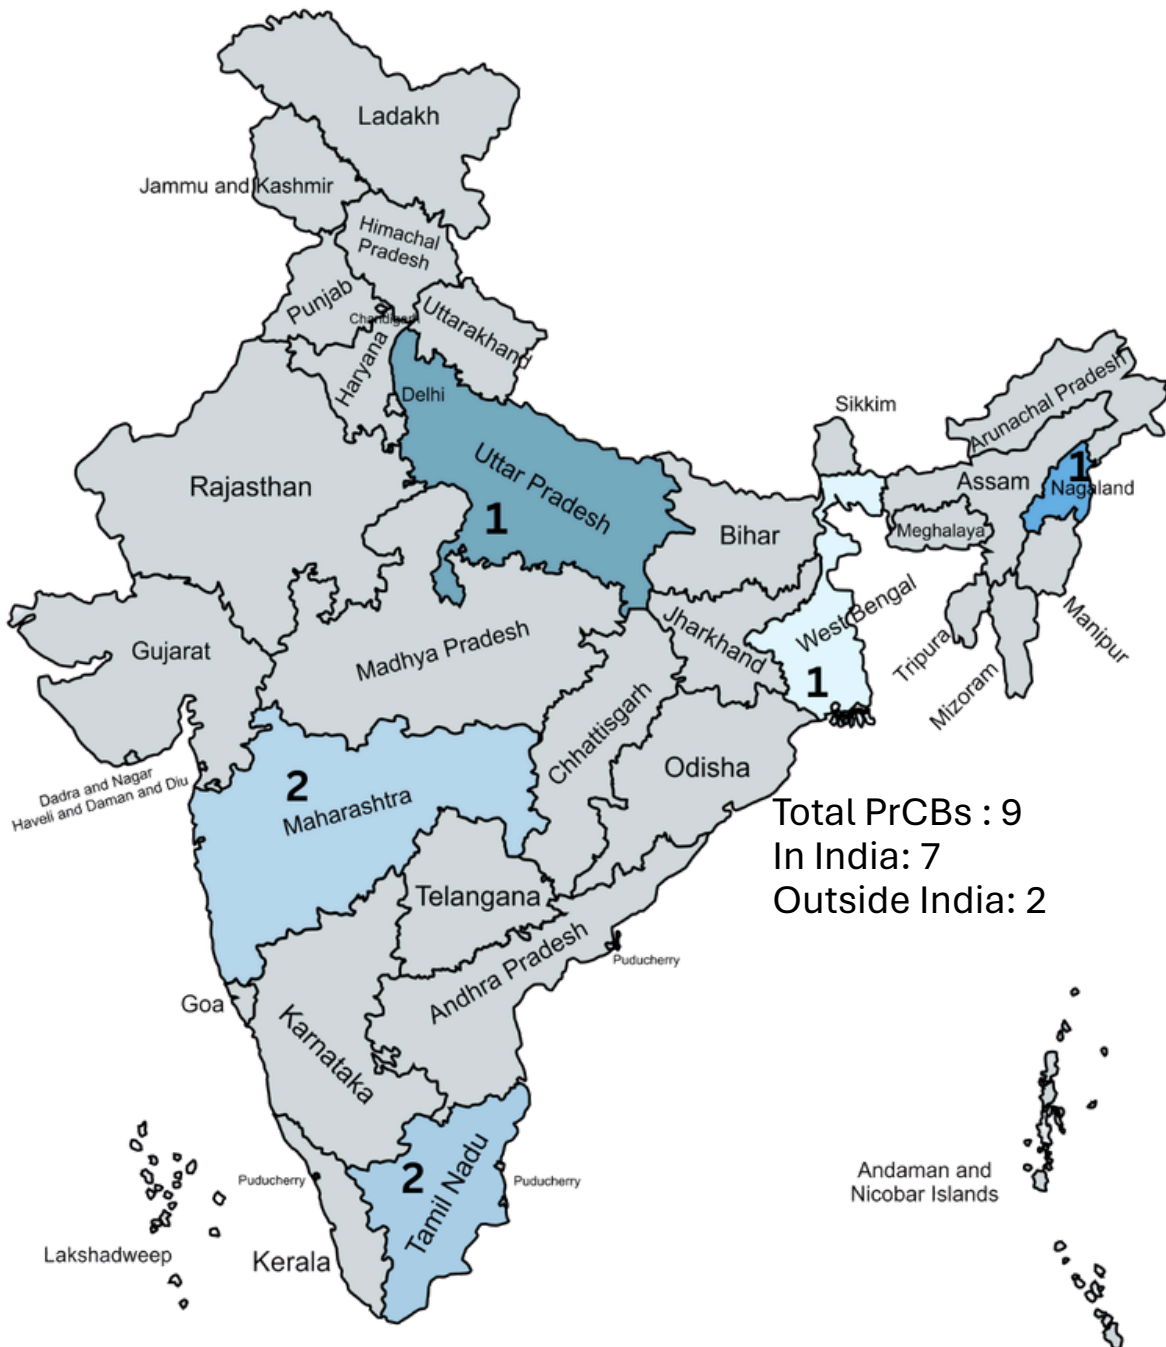 Ladakh
Jammu and Kashmir
Himachal
Pradesh
Punjab
Chandigarh
Uttarakhand
Haryana
Delhi
Sikkim
Arunachal Pradesh
Rajasthan
Uttar Pradesh
1
Bihar
Assam
1
Nagaland
Meghalaya
Gujarat
Madhya Pradesh
Jharkhand
West Bengal
1
Tripura
Mizoram
Manipur
Dadra and Nagar
Haveli and Daman and Diu
2
Maharashtra
Chhattisgarh
Odisha
Total PrCBs : 9
In India: 7
Outside India: 2
Telangana
Andhra Pradesh
Puducherry
Goa
Karnataka
Puducherry
2
Tamil Nadu
Puducherry
Andaman and
Nicobar Islands
Lakshadweep
Kerala